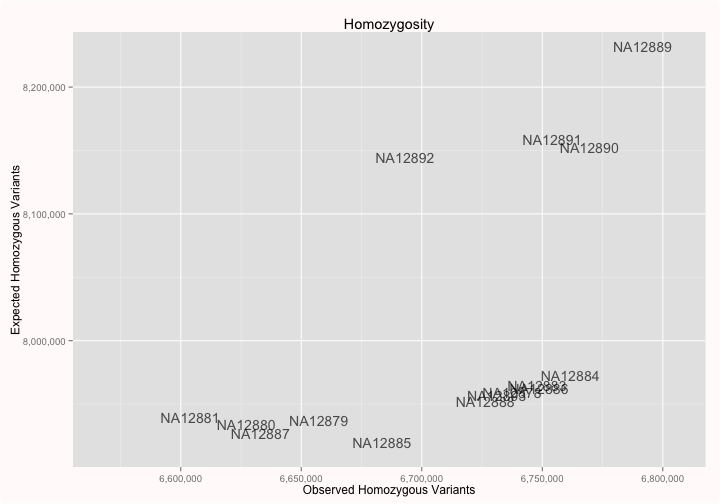 Homozygosity
Expected Homozygous Variants
8,200,000
8,100,000
8,000,000
NA12889
NA12891
NA12890
NA12892
NA12884
NA12883
NA12886
NA12888
NA12881
NA12880
NA12879
NA12887
NA12885
6,600,000
6,650,000
6,700,000
6,750,000
6,800,000
Observed Homozygous Variants